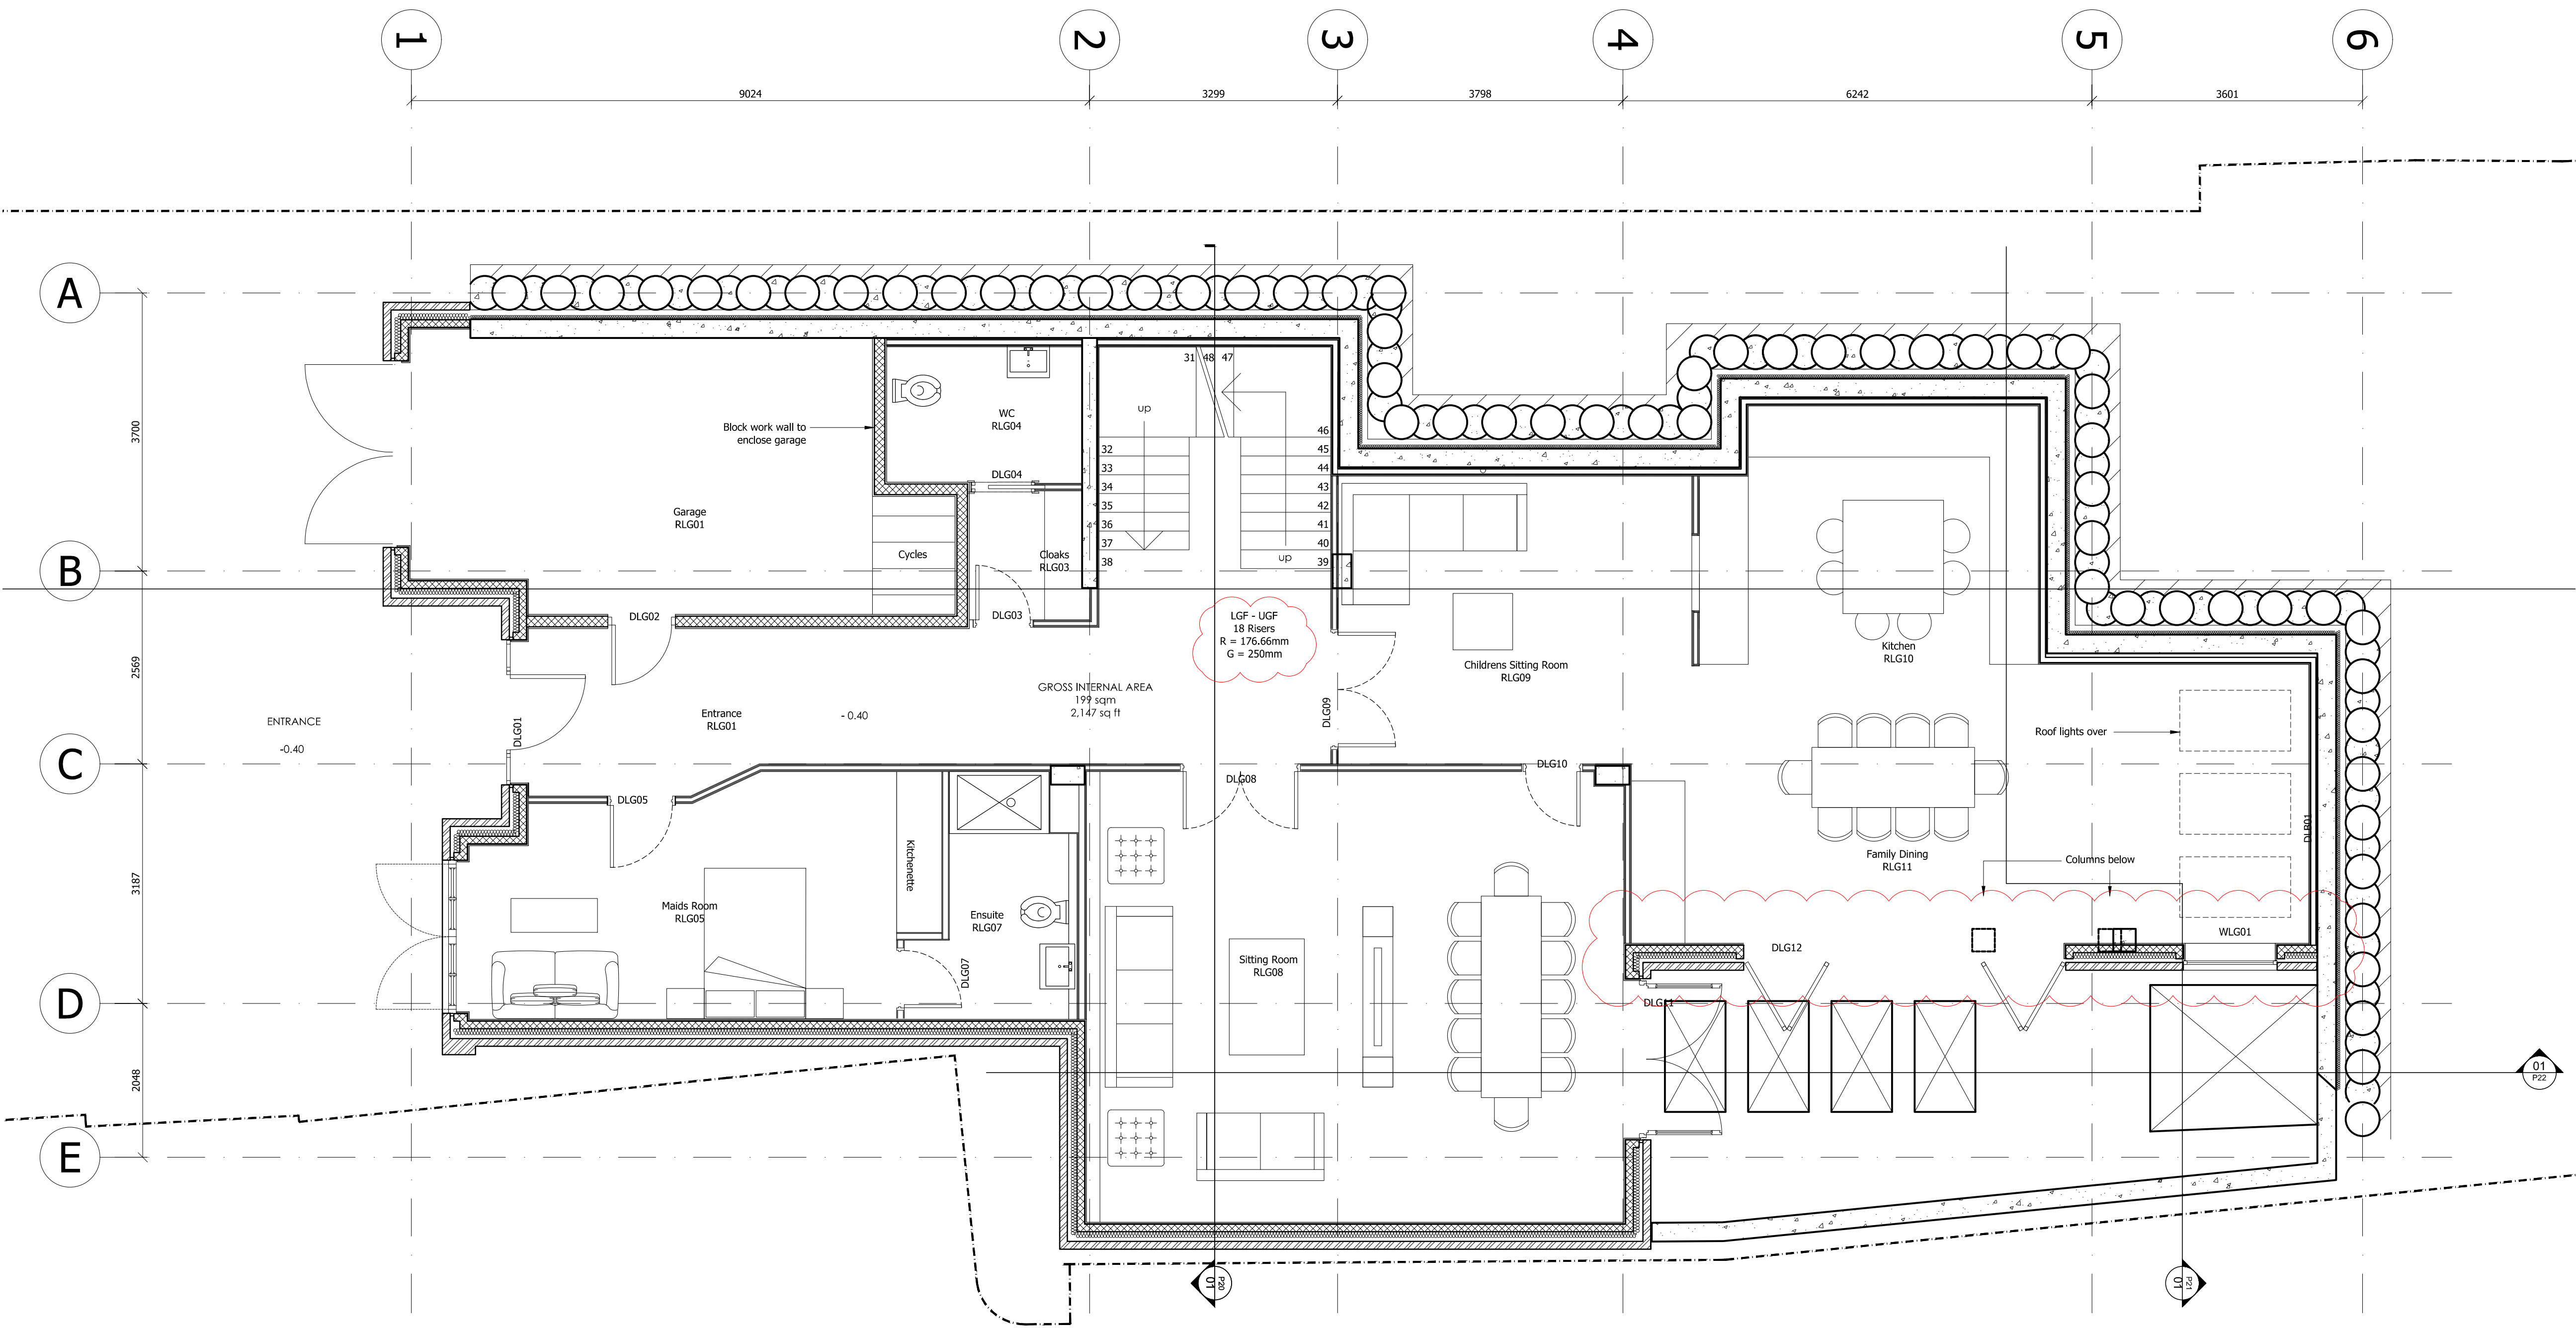 1
2
3
4
5
6
9024
3299
3798
6242
3601
A
B
C
D
E
3700
2569
3187
2048
31
48
47
up
WC
RLG04
Block work wall to
enclose garage
46
45
44
43
42
41
40
39
32
33
34
35
36
37
38
DLG04
Garage
RLG01
Cycles
Cloaks
RLG03
up
DLG02
DLG03
LGF - UGF
18 Risers
R = 176.66mm
G = 250mm
Childrens Sitting Room
RLG09
Kitchen
RLG10
GROSS INTERNAL AREA
199 sqm
2,147 sq ft
ENTRANCE
-0.40
DLG01
Entrance
RLG01
- 0.40
DLG09
Roof lights over
DLG05
DLG08
DLG10
Kitchenette
Family Dining
RLG11
Columns below
DLB01
Maids Room
RLG05
Ensuite
RLG07
DLG07
Sitting Room
RLG08
DLG12
WLG01
DLG11
01
P22
P20
01
P21
01